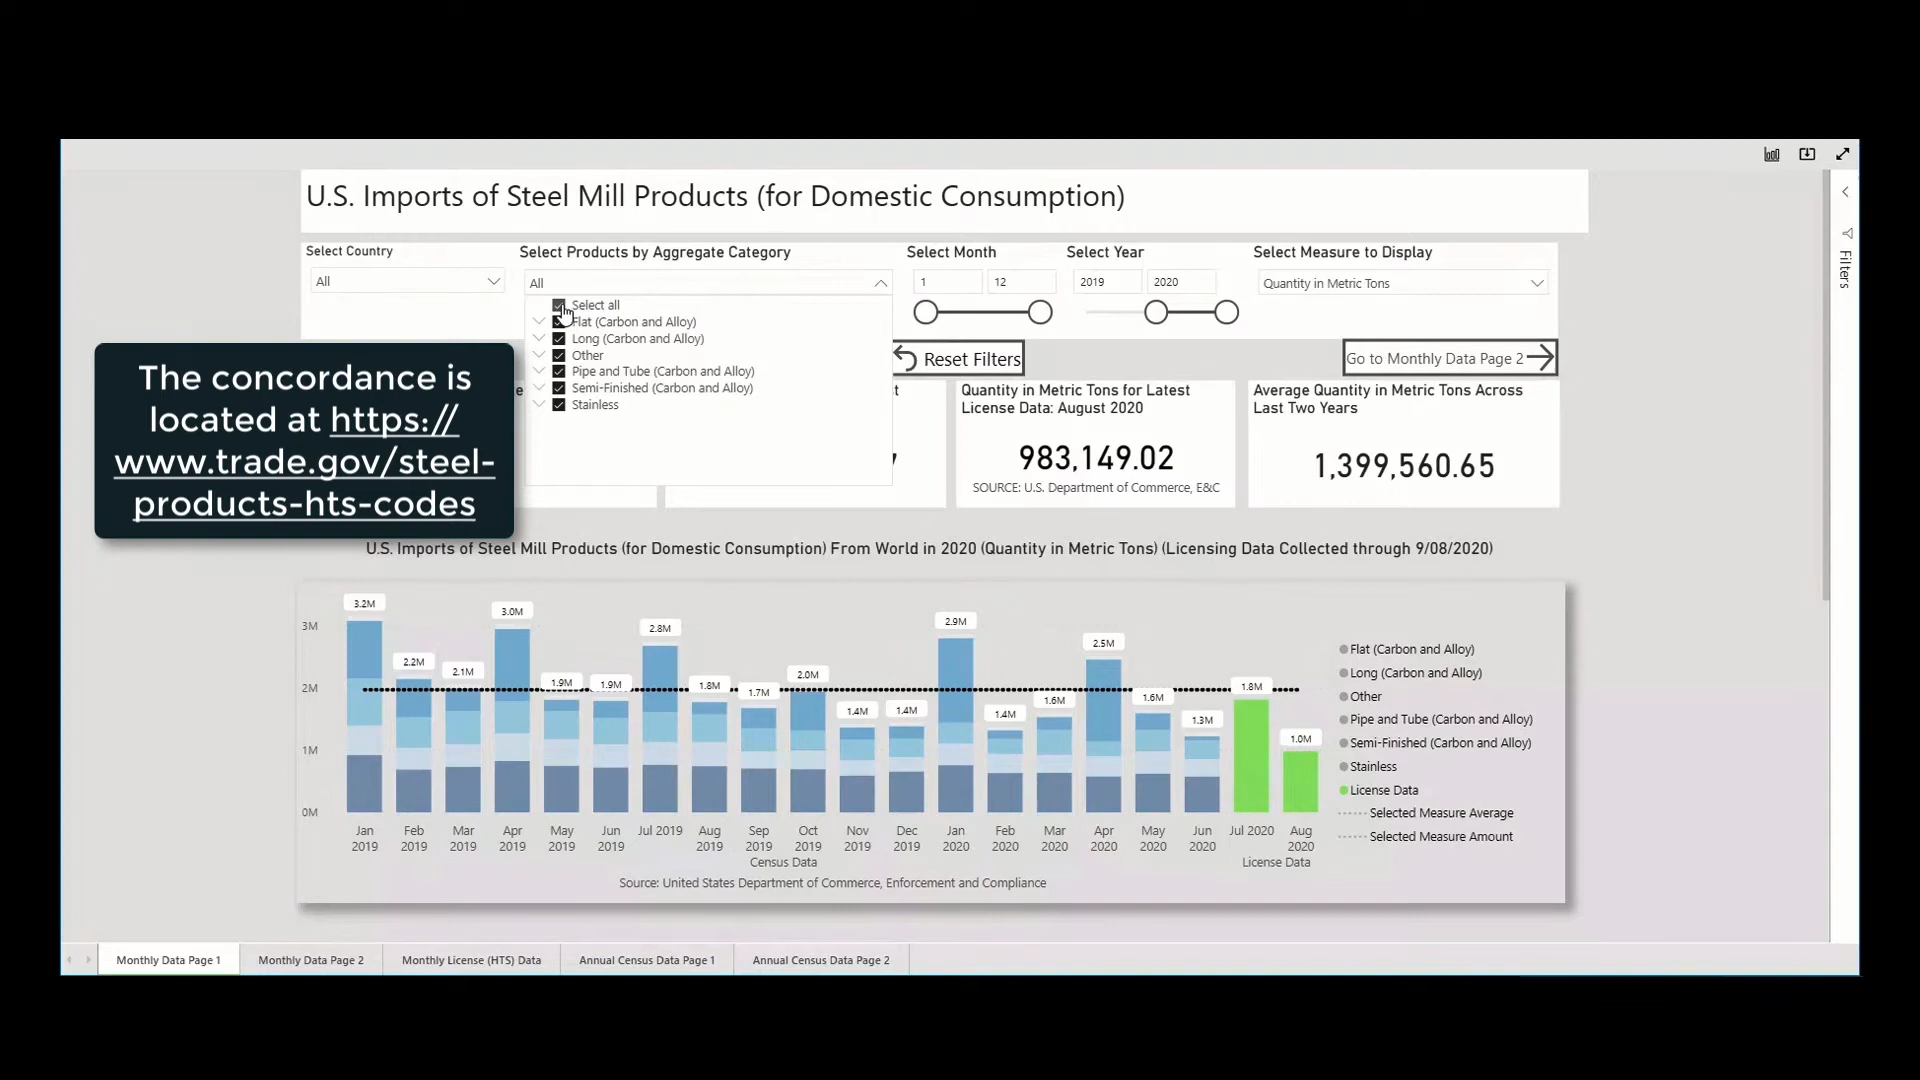 U.S. Imports of Steel Mill Products (for Domestic Consumption)
Select Country
All
Select Products by Aggregate Category
All
Select all
Flat (Carbon and Alloy)
Long (Carbon and Alloy)
Other
Pipe and Tube (Carbon and Alloy)
Semi-Finished (Carbon and Alloy)
Stainless
Select Month
1 12
Select Year
2019 2020
Select Measure to Display
Quantity in Metric Tons
Filters
Reset Filters
Go to Monthly Data Page 2
The concordance is
located at https://
www.trade.gov/steel-
products-hts-codes
Quantity in Metric Tons for Latest
License Data: August 2020
983,149.02
SOURCE: U.S. Department of Commerce, E&C
Average Quantity in Metric Tons Across
Last Two Years
1,399,560.65
U.S. Imports of Steel Mill Products (for Domestic Consumption) From World in 2020 (Quantity in Metric Tons) (Licensing Data Collected through 9/08/2020)
3M
2M
1M
0M
3.2M 2.2M 2.1M 3.0M 1.9M 1.9M 2.8M 1.8M 1.7M 2.0M 1.4M 1.4M 2.9M 1.4M 1.6M 2.5M 1.6M 1.3M 1.8M 1.0M
Jan Feb Mar Apr May Jun Jul 2019 Aug Sep Oct Nov Dec Jan Feb Mar Apr May Jun Jul 2020 Aug
2019 2019 2019 2019 2019 2019 2019 2019 2019 2019 2019 2020 2020 2020 2020 2020 2020 2020
Census Data License Data
Source: United States Department of Commerce, Enforcement and Compliance
Flat (Carbon and Alloy)
Long (Carbon and Alloy)
Other
Pipe and Tube (Carbon and Alloy)
Semi-Finished (Carbon and Alloy)
Stainless
License Data
Selected Measure Average
Selected Measure Amount
Monthly Data Page 1 Monthly Data Page 2 Monthly License (HTS) Data Annual Census Data Page 1 Annual Census Data Page 2